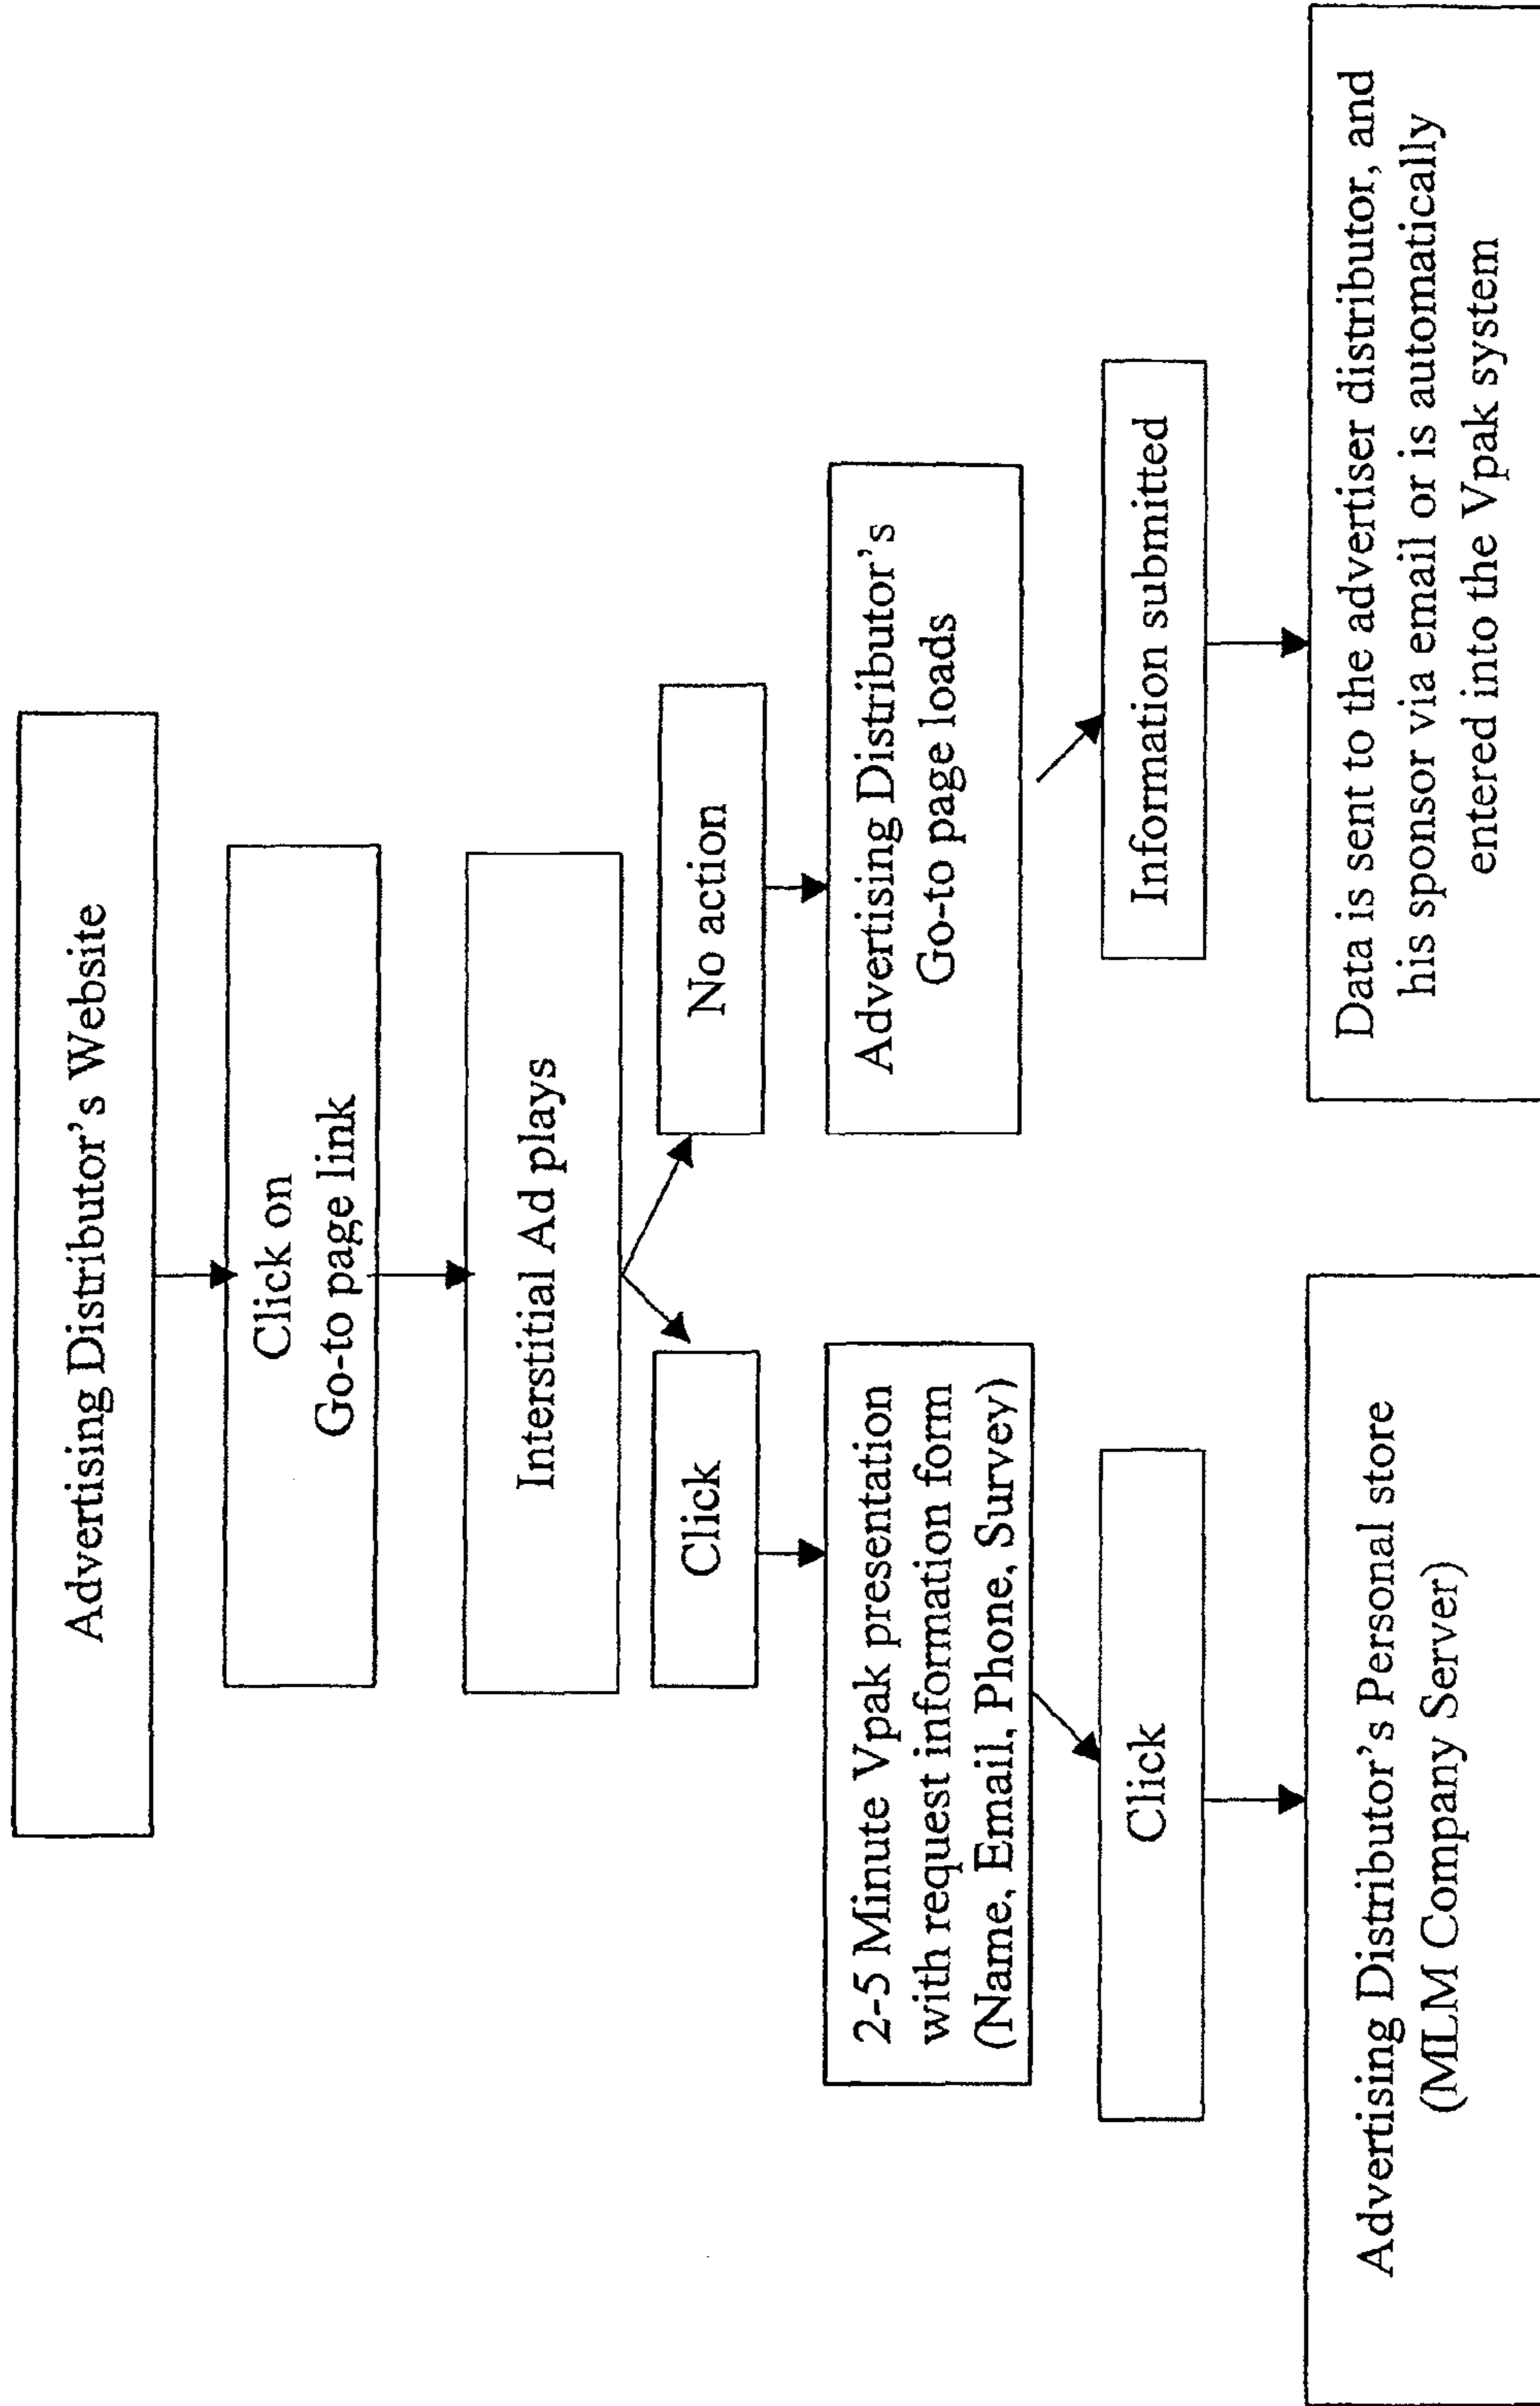 Advertising Distributor's Website
Click on
Go-to page link
Interstitial Ad plays
Click
No action
2-5 Minute Vpak presentation
with request information form
(Name, Email, Phone, Survey)
Advertising Distributor's
Go-to page loads
Click
Information submitted
Advertising Distributor's Personal store
(MLM Company Server)
Data is sent to the advertiser distributor, and
his sponsor via email or is automatically
entered into the Vpak system